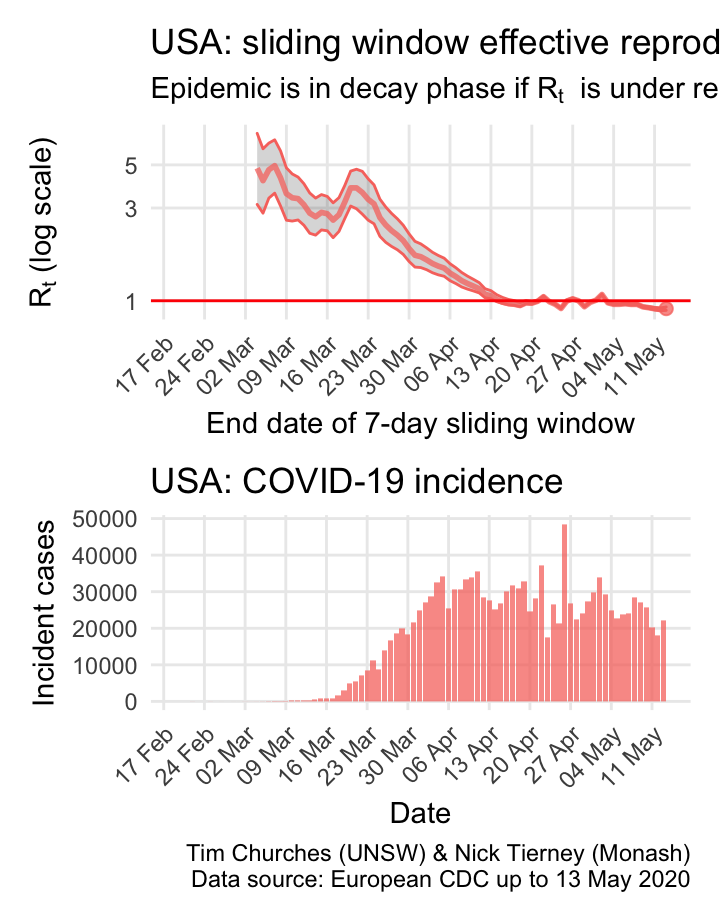 USA: sliding window effective reprod
Epidemic is in decay phase if Rt is under re
Rt (log scale)
5
3
1
17 Feb
24 Feb
02 Mar
09 Mar
16 Mar
23 Mar
30 Mar
06 Apr
13 Apr
20 Apr
27 Apr
04 May
11 May
End date of 7-day sliding window
USA: COVID-19 incidence
Incident cases
50000
40000
30000
20000
10000
0
17 Feb
24 Feb
02 Mar
09 Mar
16 Mar
23 Mar
30 Mar
06 Apr
13 Apr
20 Apr
27 Apr
04 May
11 May
Date
Tim Churches (UNSW) & Nick Tierney (Monash)
Data source: European CDC up to 13 May 2020